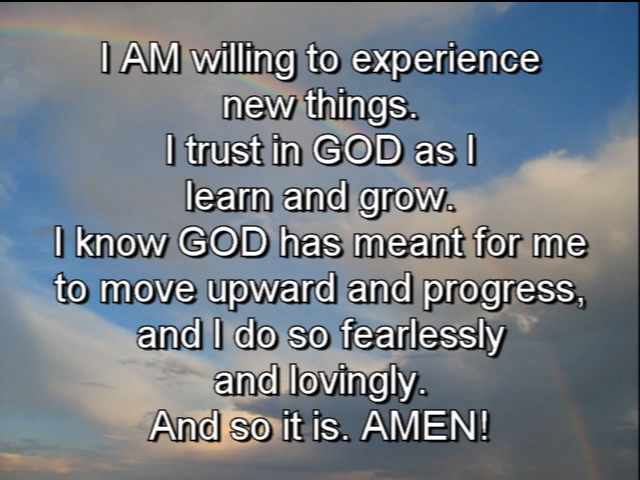 I AM willing to experience
new things.
I trust in GOD as I
learn and grow.
I know GOD has meant for me
to move upward and progress,
and I do so fearlessly
and lovingly.
And so it is. AMEN!